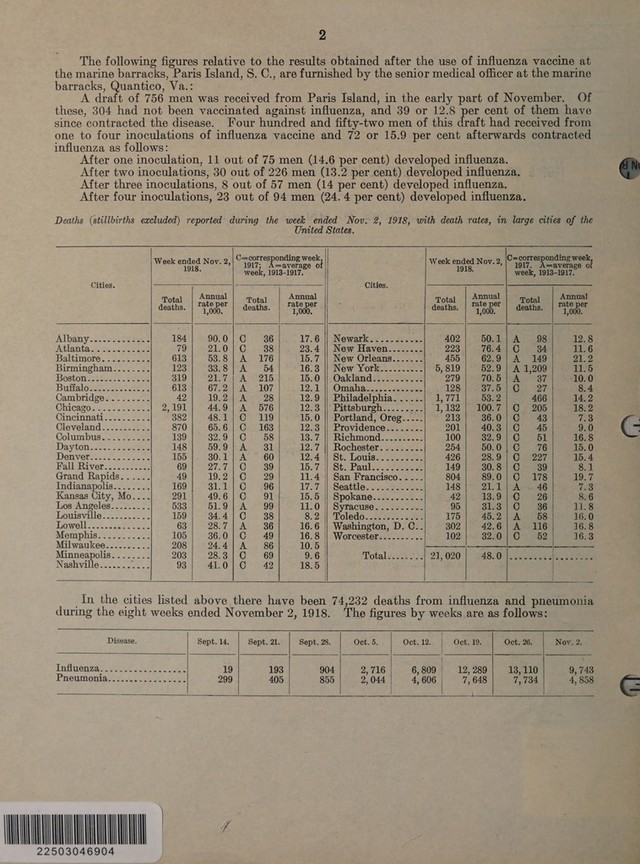 2
The following figures relative to the results obtained after the use of influenza vaccine at
the marine barracks, Paris Island, S. C., are furnished by the senior medical officer at the marine
barracks, Quantico, Va.:
A draft of 756 men was received from Paris Island, in the early part of November. Of
these, 304 had not been vaccinated against influenza, and 39 or 12.8 per cent of them have
since contracted the disease. Four hundred and fifty-two men of this draft had received from
one to four inoculations of influenza vaccine and 72 or 15.9 per cent afterwards contracted
influenza as follows:
After one inoculation, 11 out of 75 men (14.6 per cent) developed influenza.
After two inoculations, 30 out of 226 men (13.2 per cent) developed influenza.
After three inoculations, 8 out of 57 men (14 per cent) developed influenza.
After four inoculations, 23 out of 94 men (24.4 per cent) developed influenza.
Deaths (stillbirths excluded) reported during the week ended Nov. 2, 1918, with death rates, in large cities of the
United States.
Cities. Week ended Nov. 2, 1918. C=corresponding week, 1917; A=average of week, 1913-1917. Cities. Week ended Nov. 2, 1918. C=corresponding week, 1917. A=average of week, 1913-1917.
Total deaths. Annual rate per 1,000. Total deaths. Annual rate per 1,000. Total deaths. Annual rate per 1,000. Total deaths. Annual rate per 1,000.
Albany 184 90.0 C 36 17.6 Newark 402 50.1 A 98 12.8
Atlanta 79 21.0 C 38 23.4 New Haven 223 76.4 C 34 11.6
Baltimore 613 53.8 A 176 15.7 New Orleans 455 62.9 A 149 21.2
Birmingham 123 33.8 A 54 16.3 New York 5,819 52.9 A 1,209 11.5
Boston 319 21.7 A 215 15.0 Oakland 279 70.5 A 37 10.0
Buffalo 613 67.2 A 107 12.1 Omaha 128 37.5 C 27 8.4
Cambridge 42 19.2 A 28 12.9 Philadelphia 1,771 53.2 466 14.2
Chicago 2,191 44.9 A 576 12.3 Pittsburgh 1,132 100.7 C 205 18.2
Cincinnati 382 48.1 C 119 15.0 Portland, Oreg 213 36.0 C 43 7.3
Cleveland 870 65.6 C 163 12.3 Providence 201 40.3 C 45 9.0
Columbus 139 32.9 C 58 13.7 Richmond 100 32.9 C 51 16.8
Dayton 148 59.9 A 31 12.7 Rochester 254 50.0 C 76 15.0
Denver 155 30.1 A 60 12.4 St. Louis 426 28.9 C 227 15.4
Fall River 69 27.7 C 39 15.7 St. Paul 149 30.8 C 39 8.1
Grand Rapids 49 19.2 C 29 11.4 San Francisco 804 89.0 C 178 19.7
Indianapolis 169 31.1 C 96 17.7 Seattle 148 21.1 A 46 7.3
Kansas City, Mo 291 49.6 C 91 15.5 Spokane 42 13.9 C 26 8.6
Los Angeles 533 51.9 A 99 11.0 Syracuse 95 31.3 C 36 11.8
Louisville 159 34.4 C 38 8.2 Toledo 175 45.2 A 58 16.0
Lowell 63 28.7 A 36 16.6 Washington, D. C. 302 42.6 A 116 16.8
Memphis 105 36.0 C 49 16.8 Worcester 102 32.0 C 52 16.3
Milwaukee 208 24.4 A 86 10.5
Minneapolis 203 28.3 C 69 9.6 Total 21,020 48.0
Nashville 93 41.0 C 42 18.5
In the cities listed above there have been 74,232 deaths from influenza and pneumonia
during the eight weeks ended November 2, 1918. The figures by weeks are as follows:
Disease. Sept. 14. Sept. 21. Sept. 28. Oct. 5. Oct. 12. Oct. 19. Oct. 26. Nov. 2.
Influenza 19 193 904 2,716 6,809 12,289 13,110 9,743
Pneumonia 299 405 855 2,044 4,606 7,648 7,734 4,858
22503046904